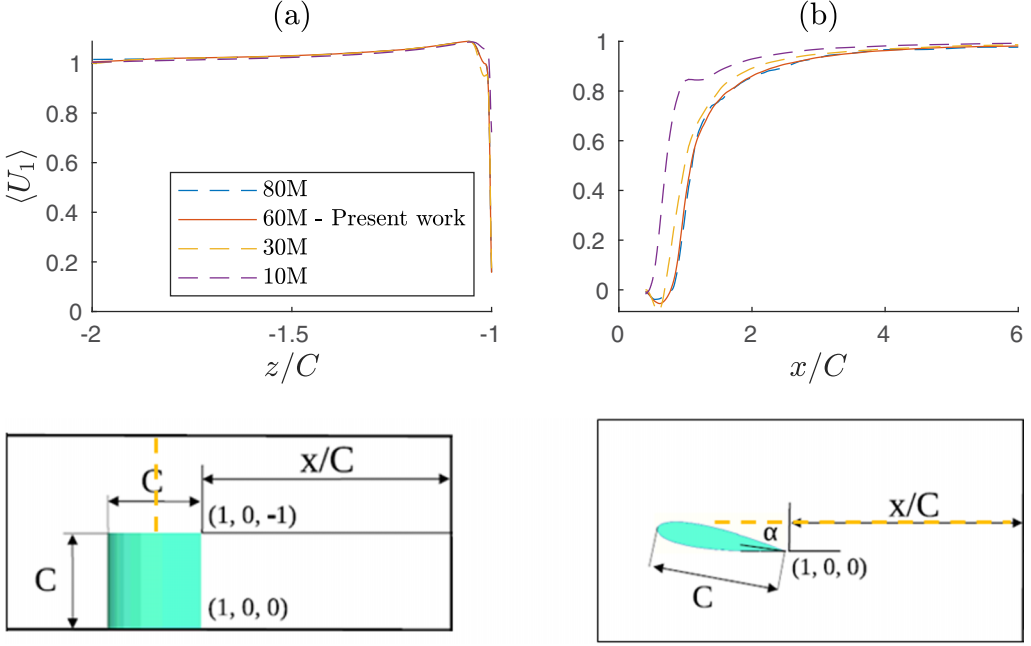 (a)
1
0.8
0.6
0.4
0.2
0
⟨U₁⟩
80M
60M - Present work
30M
10M
-2
-1.5
-1
z/C
(b)
1
0.8
0.6
0.4
0.2
0
0
2
4
6
x/C
C
x/C
(1, 0, -1)
C
(1, 0, 0)
x/C
α
(1, 0, 0)
C